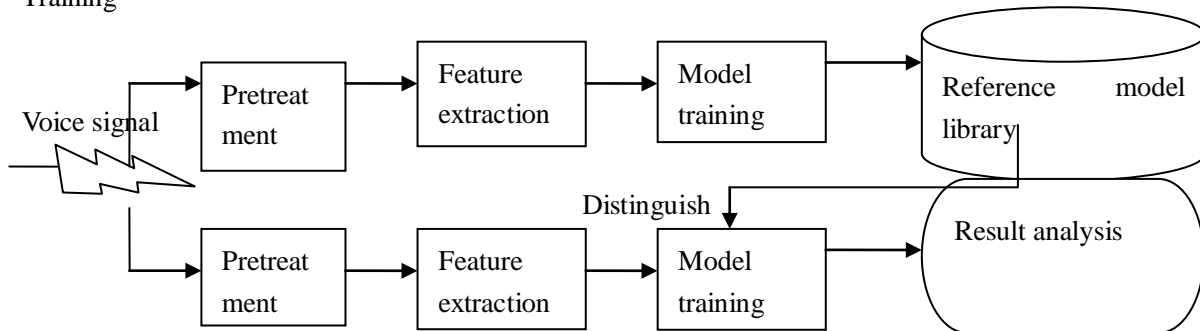 Training
Voice signal
Pretreat
ment
Feature
extraction
Model
training
Reference model
library
Distinguish
Pretreat
ment
Feature
extraction
Model
training
Result analysis